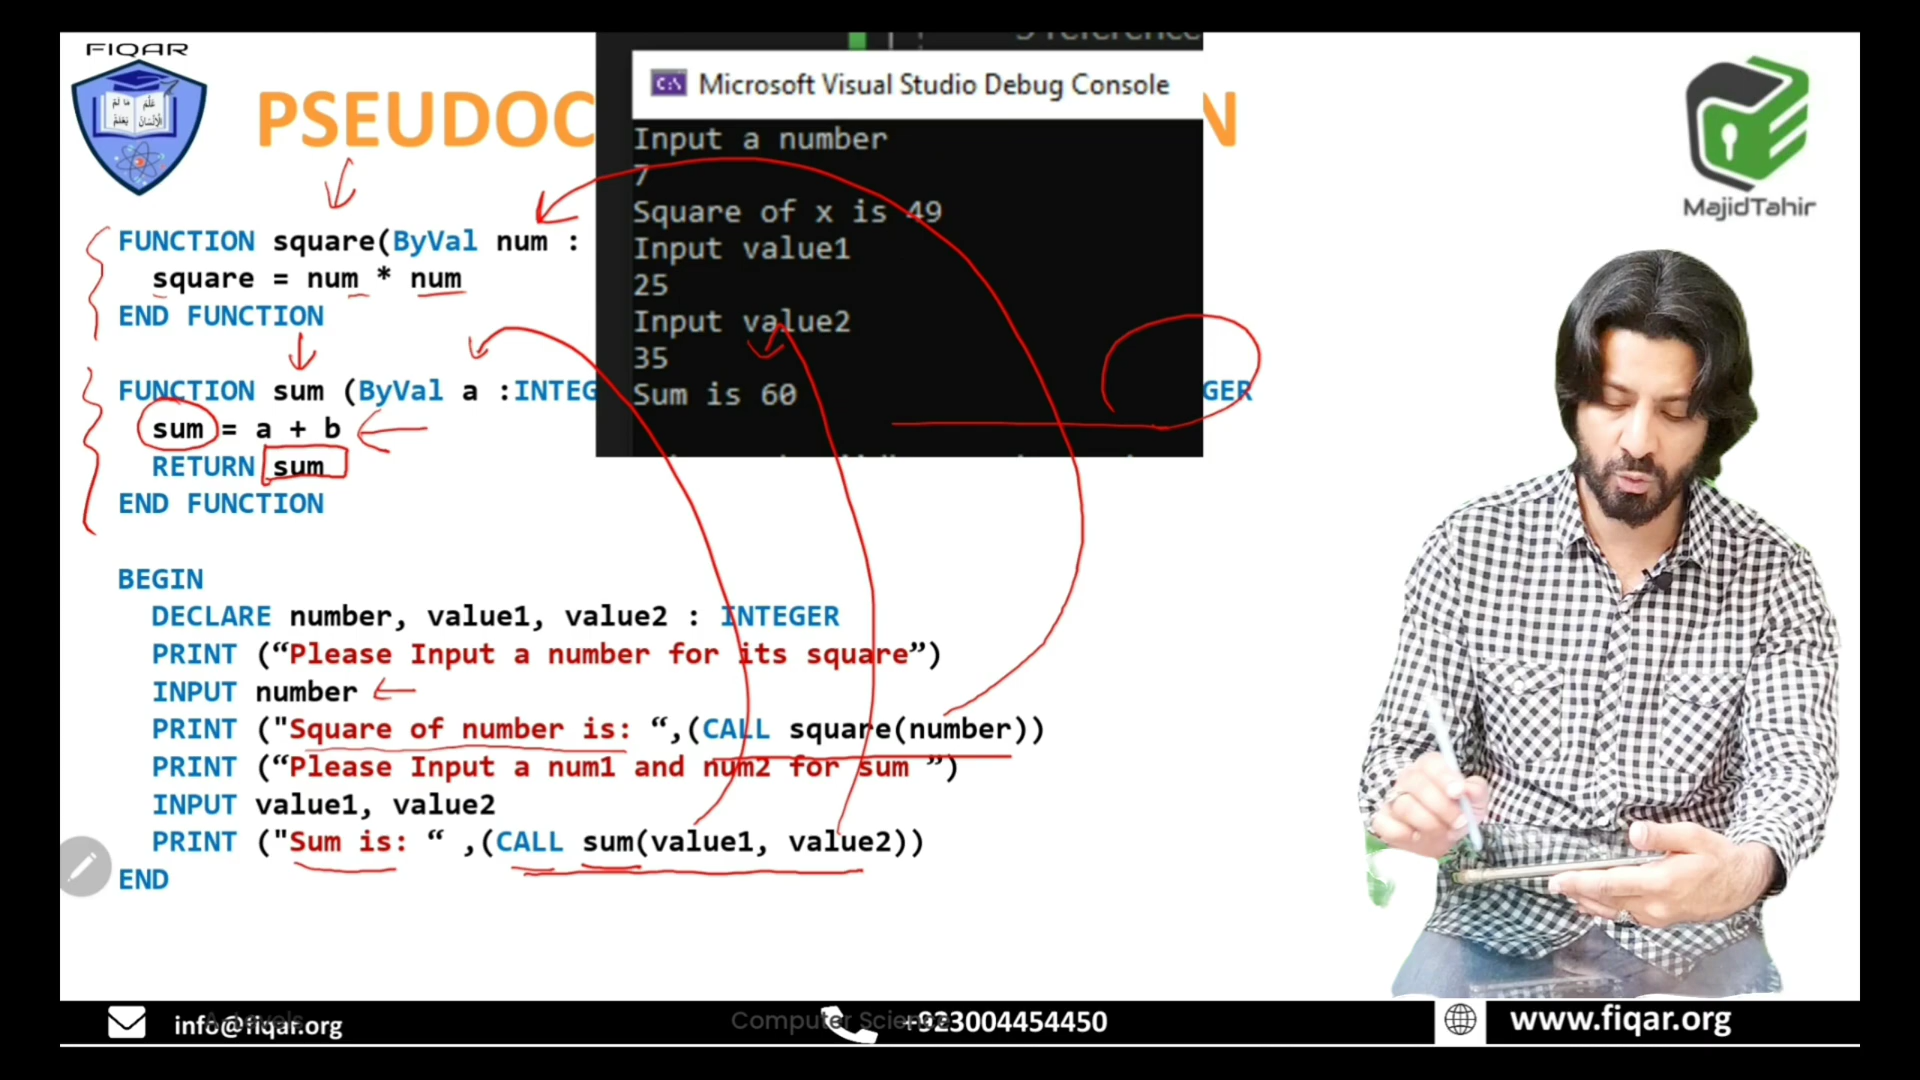 FIQAR
PSEUDOC
N
MajidTahir
Microsoft Visual Studio Debug Console
Input a number
7
Square of x is 49
Input value1
25
Input value2
35
Sum is 60
FUNCTION square(ByVal num :
square = num * num
END FUNCTION
FUNCTION sum (ByVal a :INTEG
GER
sum = a + b
RETURN sum
END FUNCTION
BEGIN
DECLARE number, value1, value2 : INTEGER
PRINT (“Please Input a number for its square”)
INPUT number
PRINT ("Square of number is: “,(CALL square(number))
PRINT (“Please Input a num1 and num2 for sum ”)
INPUT value1, value2
PRINT ("Sum is: “ ,(CALL sum(value1, value2))
END
info@fiqar.org
A Levels
Computer Science
+923004454450
www.fiqar.org